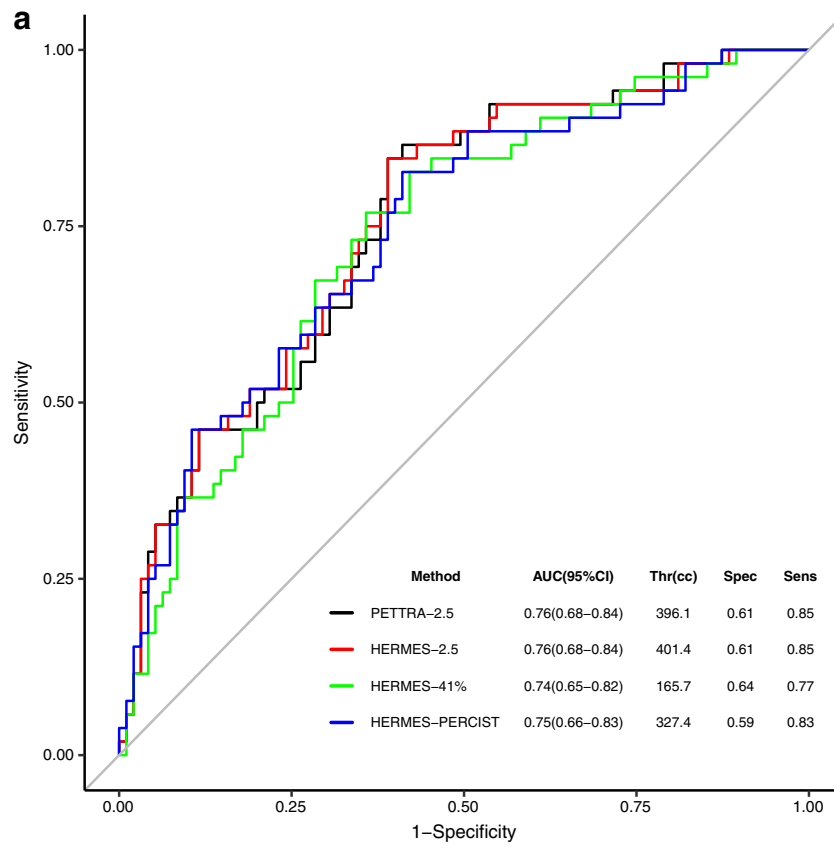 a
1.00
0.75
0.50
0.25
0.00
Sensitivity
Method AUC(95%CI) Thr(cc) Spec Sens
PETTRA−2.5 0.76(0.68−0.84) 396.1 0.61 0.85
HERMES−2.5 0.76(0.68−0.84) 401.4 0.61 0.85
HERMES−41% 0.74(0.65−0.82) 165.7 0.64 0.77
HERMES−PERCIST 0.75(0.66−0.83) 327.4 0.59 0.83
0.00 0.25 0.50 0.75 1.00
1−Specificity